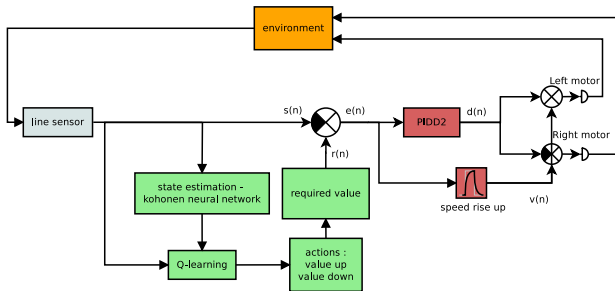 environment
Left motor
s(n)
e(n)
d(n)
line sensor
PIDD2
Right motor
r(n)
state estimation -
kohonen neural network
required value
speed rise up
v(n)
Q-learning
actions :
value up
value down